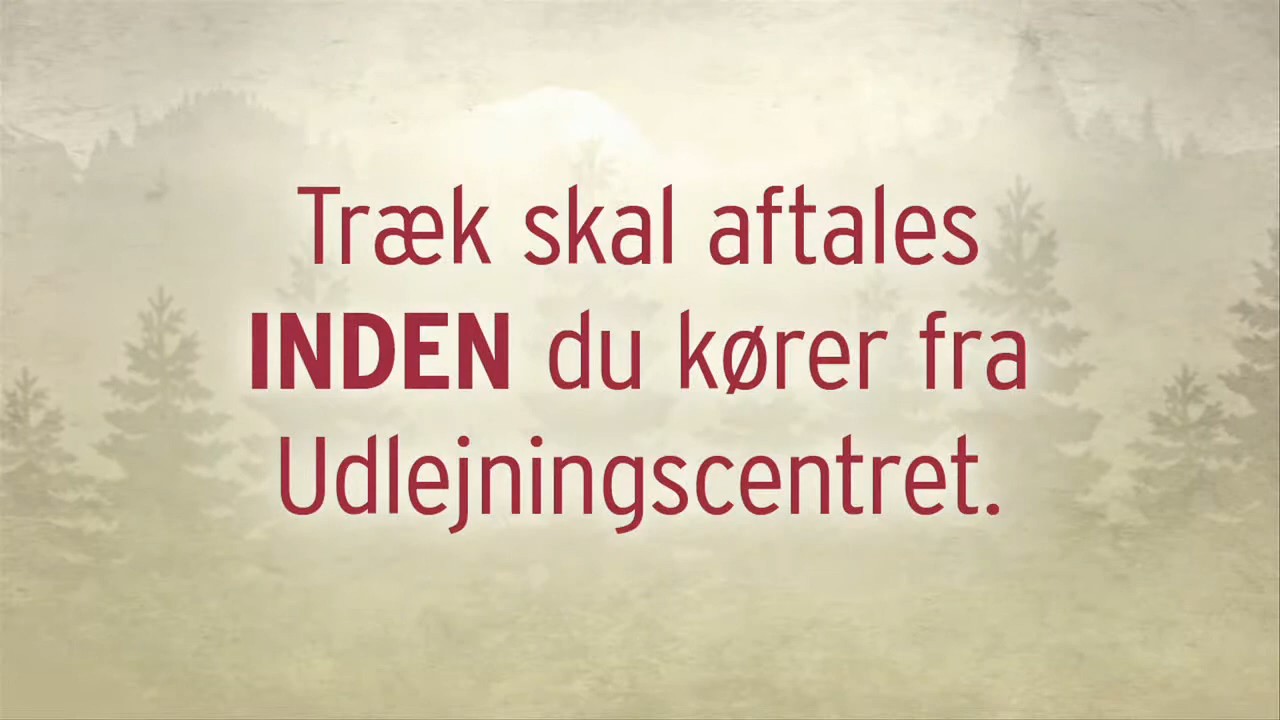 Træk skal aftales
INDEN du kører fra
Udlejningscentret.